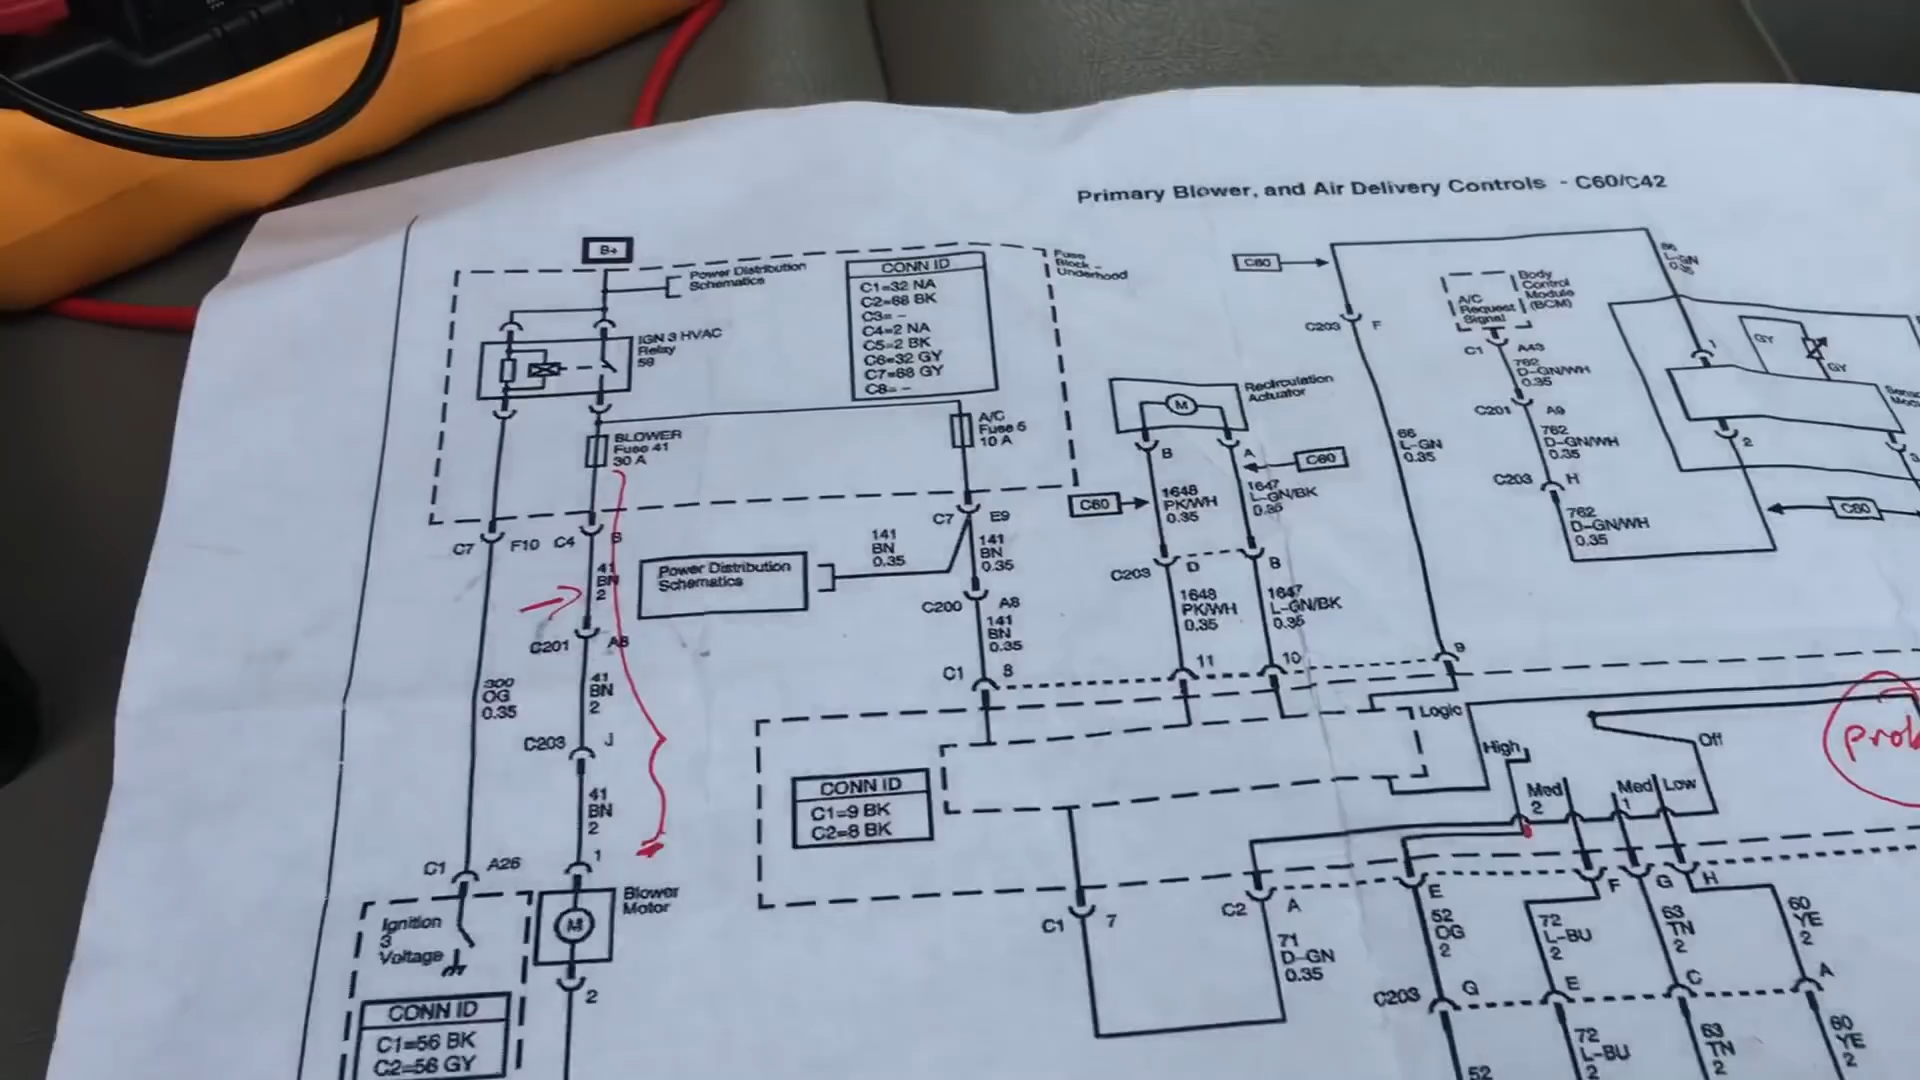 Primary Blower, and Air Delivery Controls - C60/C42
B+
Power Distribution
Schematics
CONN ID
C1=32 NA
C2=68 BK
C3= -
C4=2 NA
C5=2 BK
C6=32 GY
C7=68 GY
C8= -
Fuse
Block -
Underhood
IGN 3 HVAC
Relay
58
BLOWER
Fuse 41
30 A
A/C
Fuse 5
10 A
C60
C203 F
86
L-GN
0.35
Body
Control
Module
(BCM)
A/C
Request
Signal
C1 A43
762
D-GN/WH
0.35
C201 A9
762
D-GN/WH
0.35
C203 H
762
D-GN/WH
0.35
GY
GY
1
2
3
C60
Recirculation
Actuator
M
B
A
C60
C60
1648
PK/WH
0.35
1647
L-GN/BK
0.35
66
L-GN
0.35
C203 D B
1648
PK/WH
0.35
1647
L-GN/BK
0.35
C7 F10
C4 B
C7 E9
141
BN
0.35
141
BN
0.35
Power Distribution
Schematics
C200 A8
141
BN
0.35
C1 8
11
10
9
41
BN
2
C201 A6
41
BN
2
300
OG
0.35
C203 J
41
BN
2
1
C1 A26
Ignition
3
Voltage
Blower
Motor
M
2
CONN ID
C1=56 BK
C2=56 GY
CONN ID
C1=9 BK
C2=8 BK
Logic
High
Med
2
Med
1
Low
Off
C1 7
C2 A
E
F
G
H
71
D-GN
0.35
52
OG
2
72
L-BU
2
63
TN
2
60
YE
2
C203 G
E
C
A
52
72
L-BU
2
63
TN
2
60
YE
2